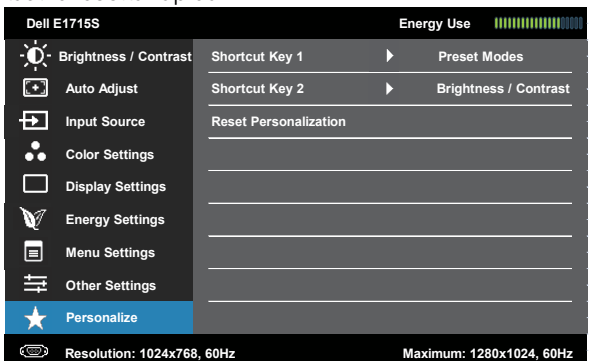 Dell E1715S Energy Use
Brightness / Contrast Shortcut Key 1 Preset Modes
Auto Adjust Shortcut Key 2 Brightness / Contrast
Input Source Reset Personalization
Color Settings
Display Settings
Energy Settings
Menu Settings
Other Settings
Personalize
Resolution: 1024x768, 60Hz Maximum: 1280x1024, 60Hz